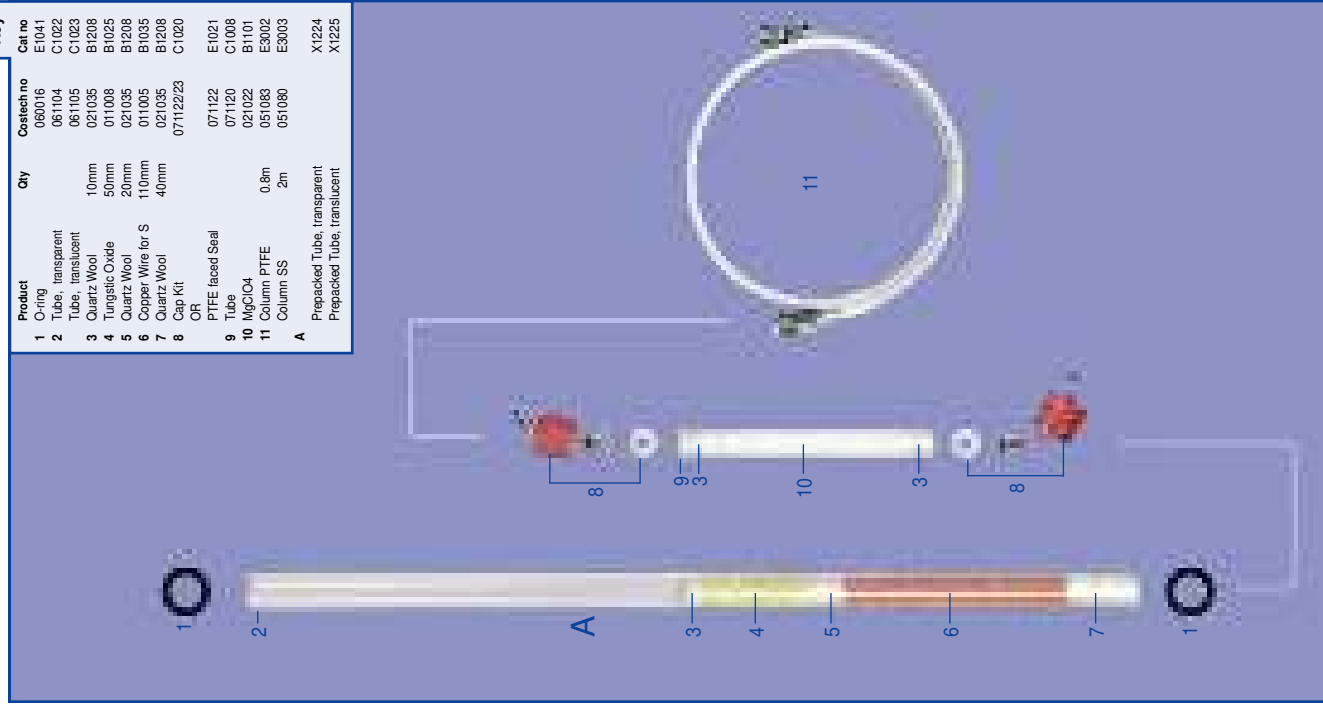 Product Qty Costech no Cat no
1 O-ring 060016 E1041
2 Tube, transparent 061104 C1022
Tube, translucent 061105 C1023
3 Quartz Wool 10mm 021035 B1208
4 Tungstic Oxide 50mm 011008 B1025
5 Quartz Wool 20mm 021035 B1208
6 Copper Wire for S 110mm 011005 B1035
7 Quartz Wool 40mm 021035 B1208
8 Cap Kit 071122/23 C1020
OR
PTFE faced Seal 071122 E1021
9 Tube 071120 C1008
10 MgClO4 021022 B1101
11 Column PTFE 0.8m 051083 E3002
Column SS 2m 051080 E3003
A
Prepacked Tube, transparent X1224
Prepacked Tube, translucent X1225
1
2
A
3
4
5
6
7
1
8
9
3
10
3
8
11